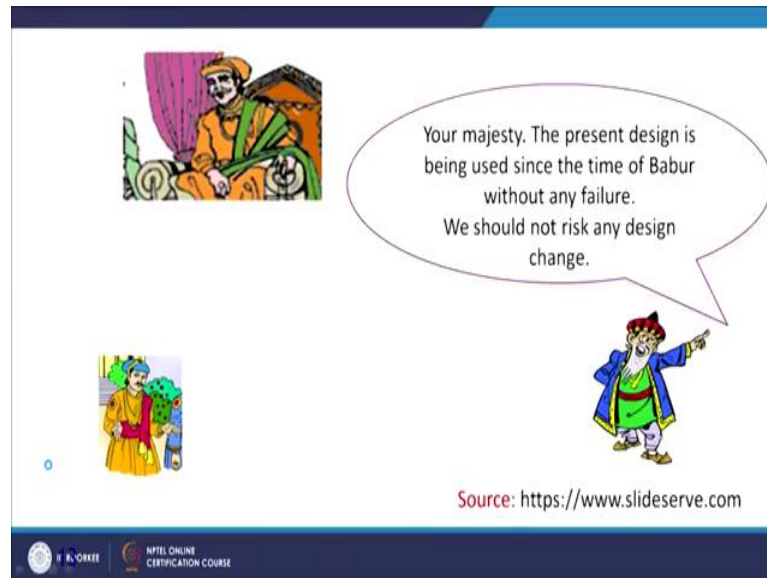 Your majesty. The present design is
being used since the time of Babur
without any failure.
We should not risk any design
change.
Source: https://www.slideserve.com
13
NPTEL ONLINE
CERTIFICATION COURSE